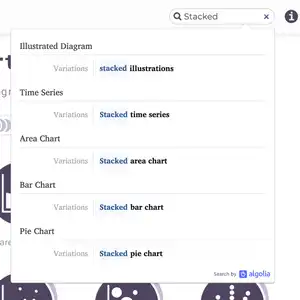 Stacked
Illustrated Diagram
Variations stacked illustrations
Time Series
Variations Stacked time series
Area Chart
Variations Stacked area chart
Bar Chart
Variations Stacked bar chart
Pie Chart
Variations Stacked pie chart
Search by algolia